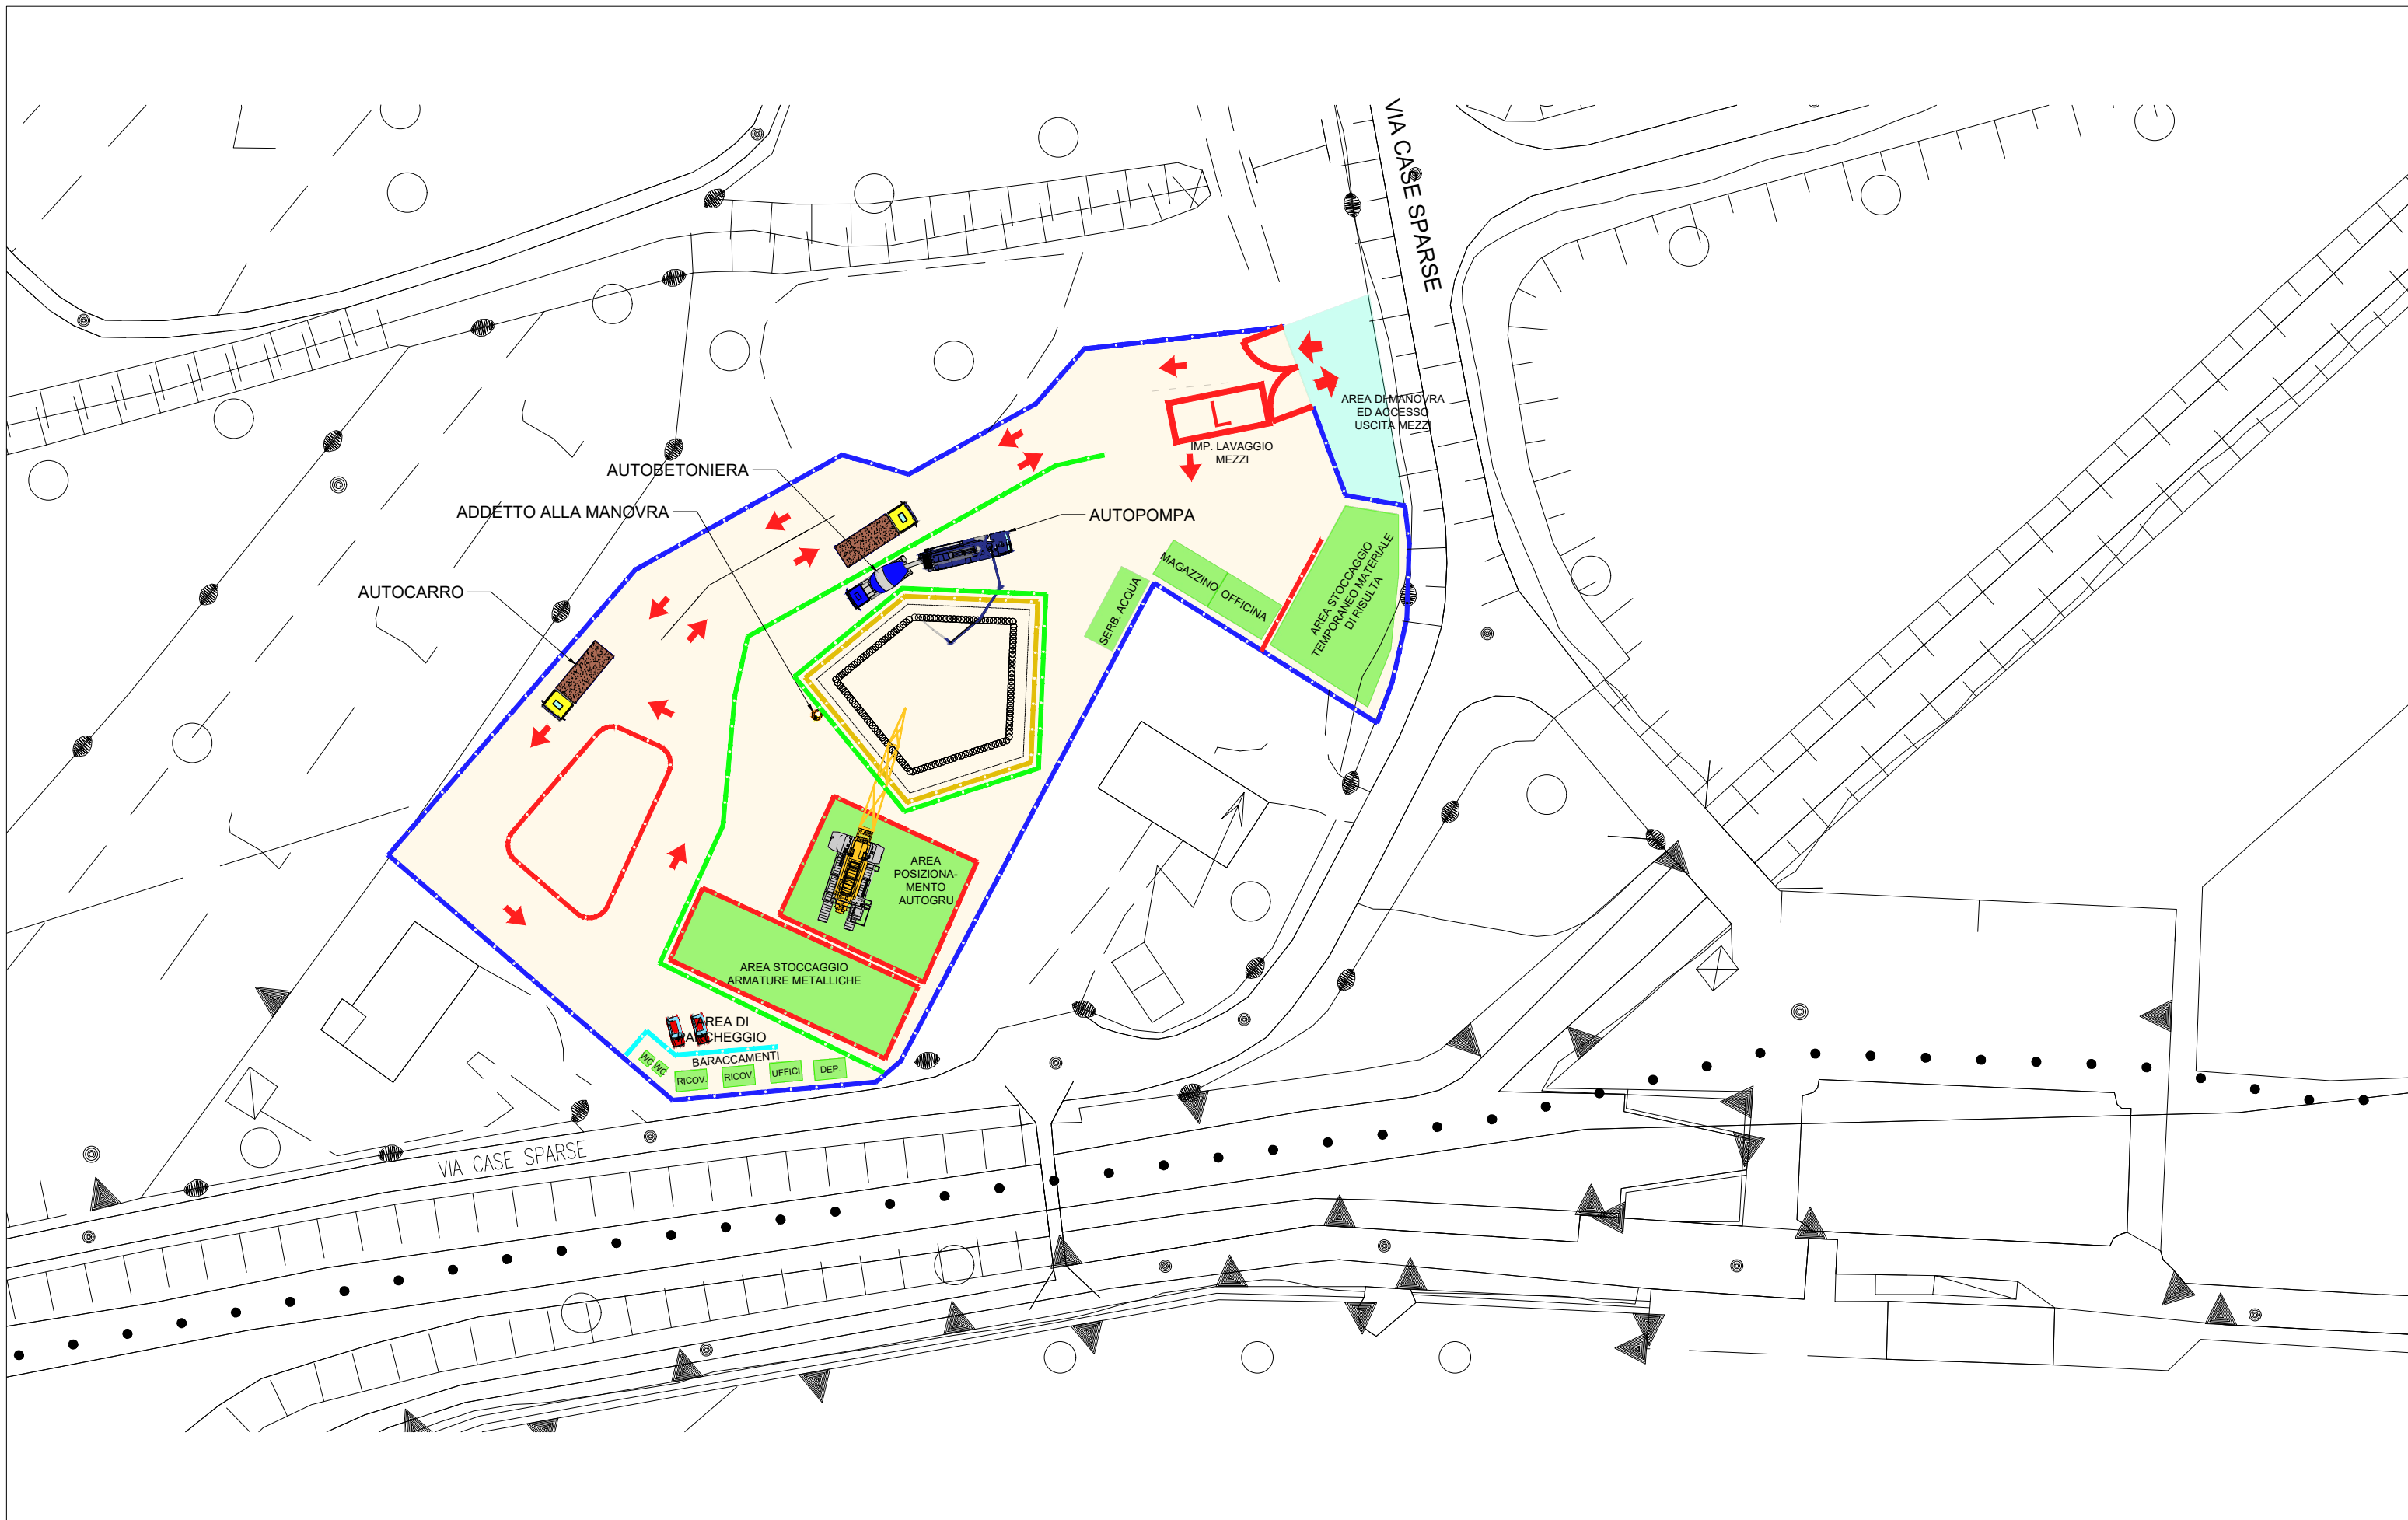 VIA CASE SPARSE
AREA DI MANOVRA
ED ACCESSO
USCITA MEZZI
L
IMP. LAVAGGIO
MEZZI
AUTOBETONIERA
ADDETTO ALLA MANOVRA
AUTOPOMPA
AUTOCARRO
MAGAZZINO
OFFICINA
SERB. ACQUA
AREA STOCCAGGIO
TEMPORANEO MATERIALE
DI RISULTA
AREA
POSIZIONA-
MENTO
AUTOGRU
AREA STOCCAGGIO
ARMATURE METALLICHE
AREA DI
PARCHEGGIO
BARACCAMENTI
WC
WC
RICOV.
RICOV.
UFFICI
DEP.
VIA CASE SPARSE